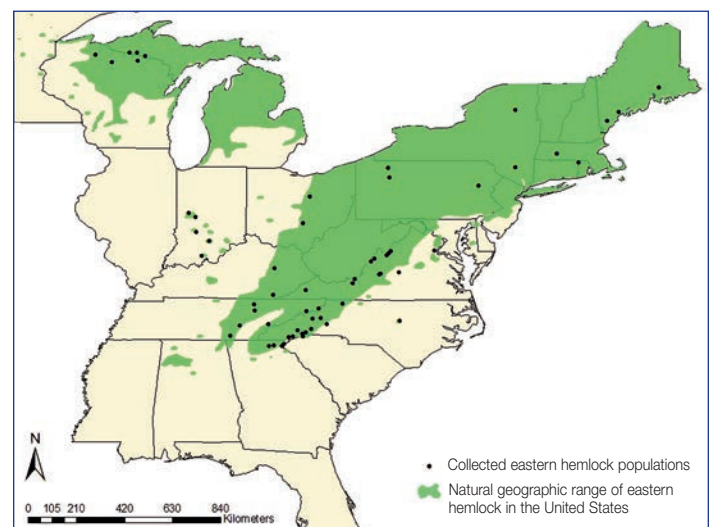 N
Collected eastern hemlock populations
Natural geographic range of eastern
hemlock in the United States
0 105 210 420 630 840
Kilometers